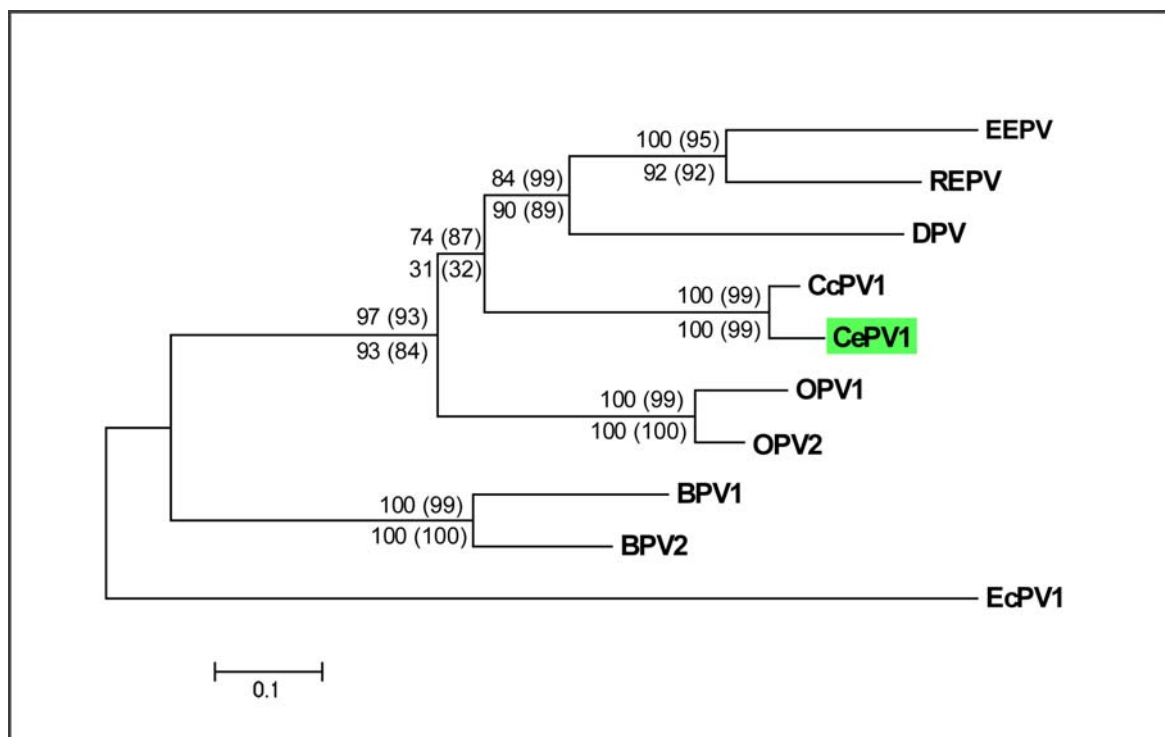 EEPV
100 (95)
92 (92)
REPV
84 (99)
90 (89)
DPV
74 (87)
31 (32)
CcPV1
100 (99)
100 (99)
CePV1
97 (93)
93 (84)
OPV1
100 (99)
100 (100)
OPV2
BPV1
100 (99)
100 (100)
BPV2
EcPV1
0.1